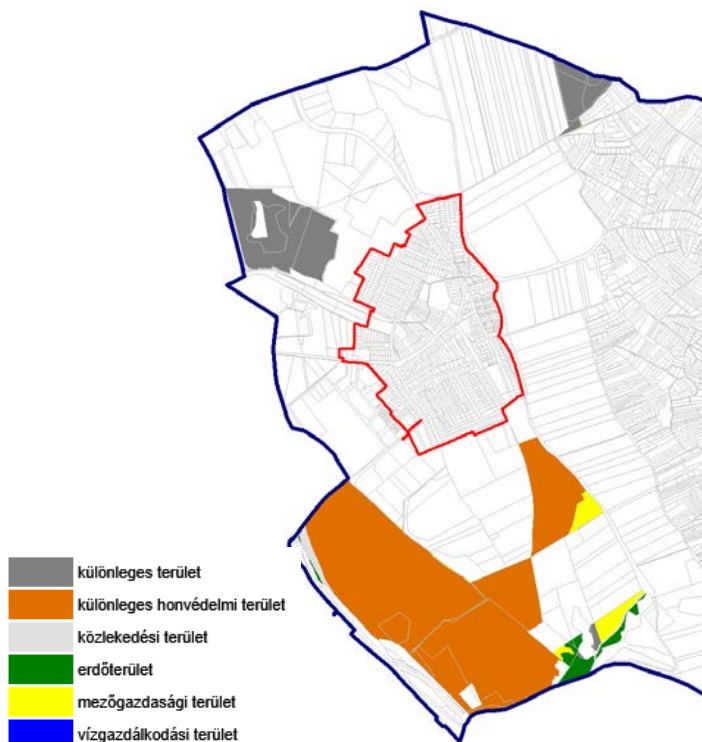 különleges terület
különleges honvédelmi terület
közlekedési terület
erdőterület
mezőgazdasági terület
vízgazdálkodási terület